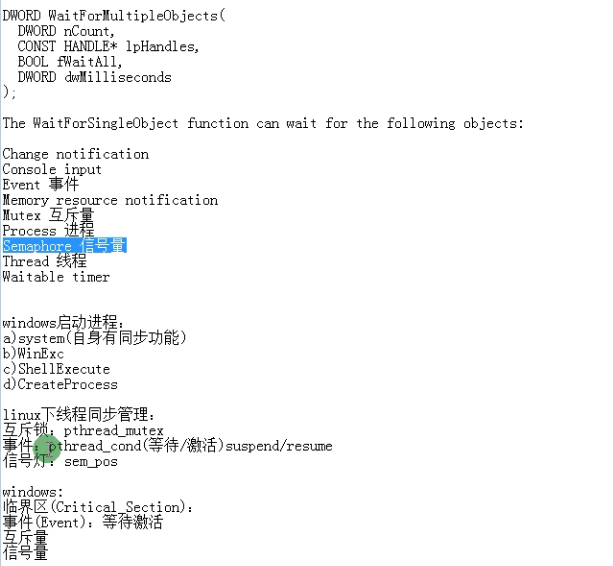 DWORD WaitForMultipleObjects(
DWORD nCount,
CONST HANDLE* lpHandles,
BOOL fWaitAll,
DWORD dwMilliseconds
);
The WaitForSingleObject function can wait for the following objects:
Change notification
Console input
Event 事件
Memory resource notification
Mutex 互斥量
Process 进程
Semaphore 信号量
Thread 线程
Waitable timer
windows启动进程:
a)system(自身有同步功能)
b)WinExc
c)ShellExecute
d)CreateProcess
linux下线程同步管理:
互斥锁: pthread_mutex
事件: pthread_cond(等待/激活)suspend/resume
信号灯: sem_pos
windows:
临界区(Critical_Section):
事件(Event): 等待激活
互斥量
信号量